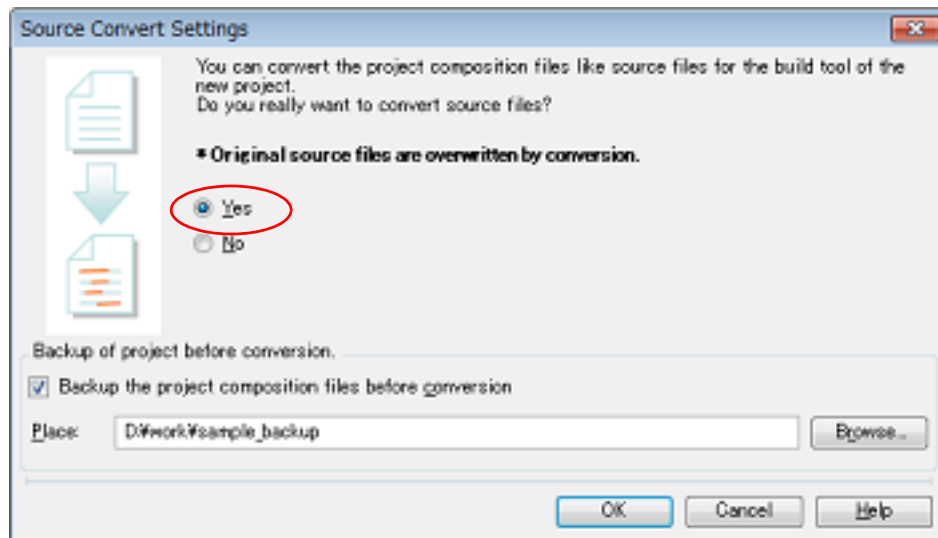 Source Convert Settings
You can convert the project composition files like source files for the build tool of the
new project.
Do you really want to convert source files?
* Original source files are overwritten by conversion.
Yes
No
Backup of project before conversion.
Backup the project composition files before conversion
Place: D:¥work¥sample_backup Browse...
OK Cancel Help